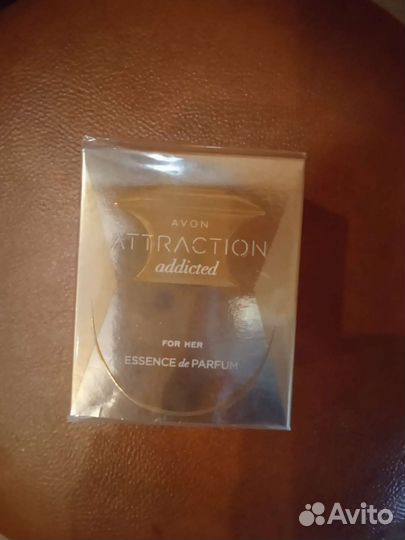 AVON
ATTRACTION
addicted
FOR HER
ESSENCE de PARFUM
Avito